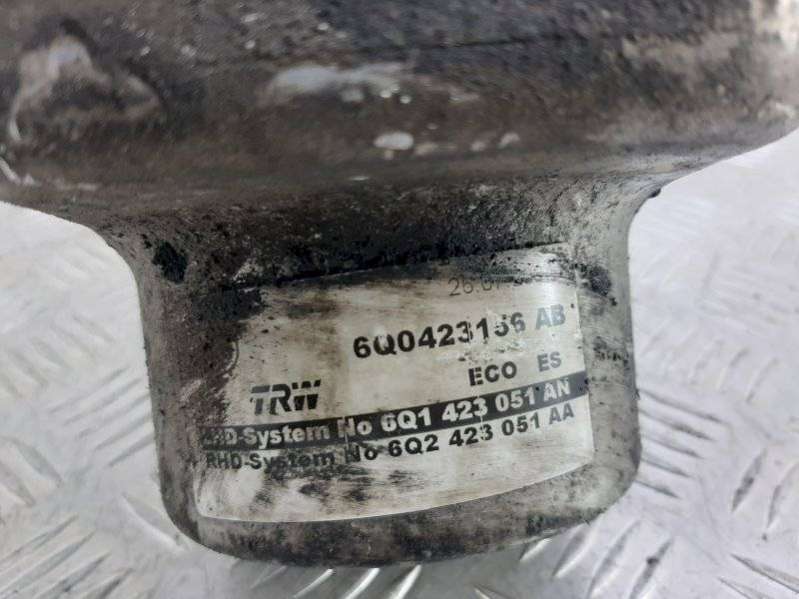 6Q0423156 AB
ECO ES
TRW
LHD-System No 6Q1 423 051 AN
RHD-System No 6Q2 423 051 AA